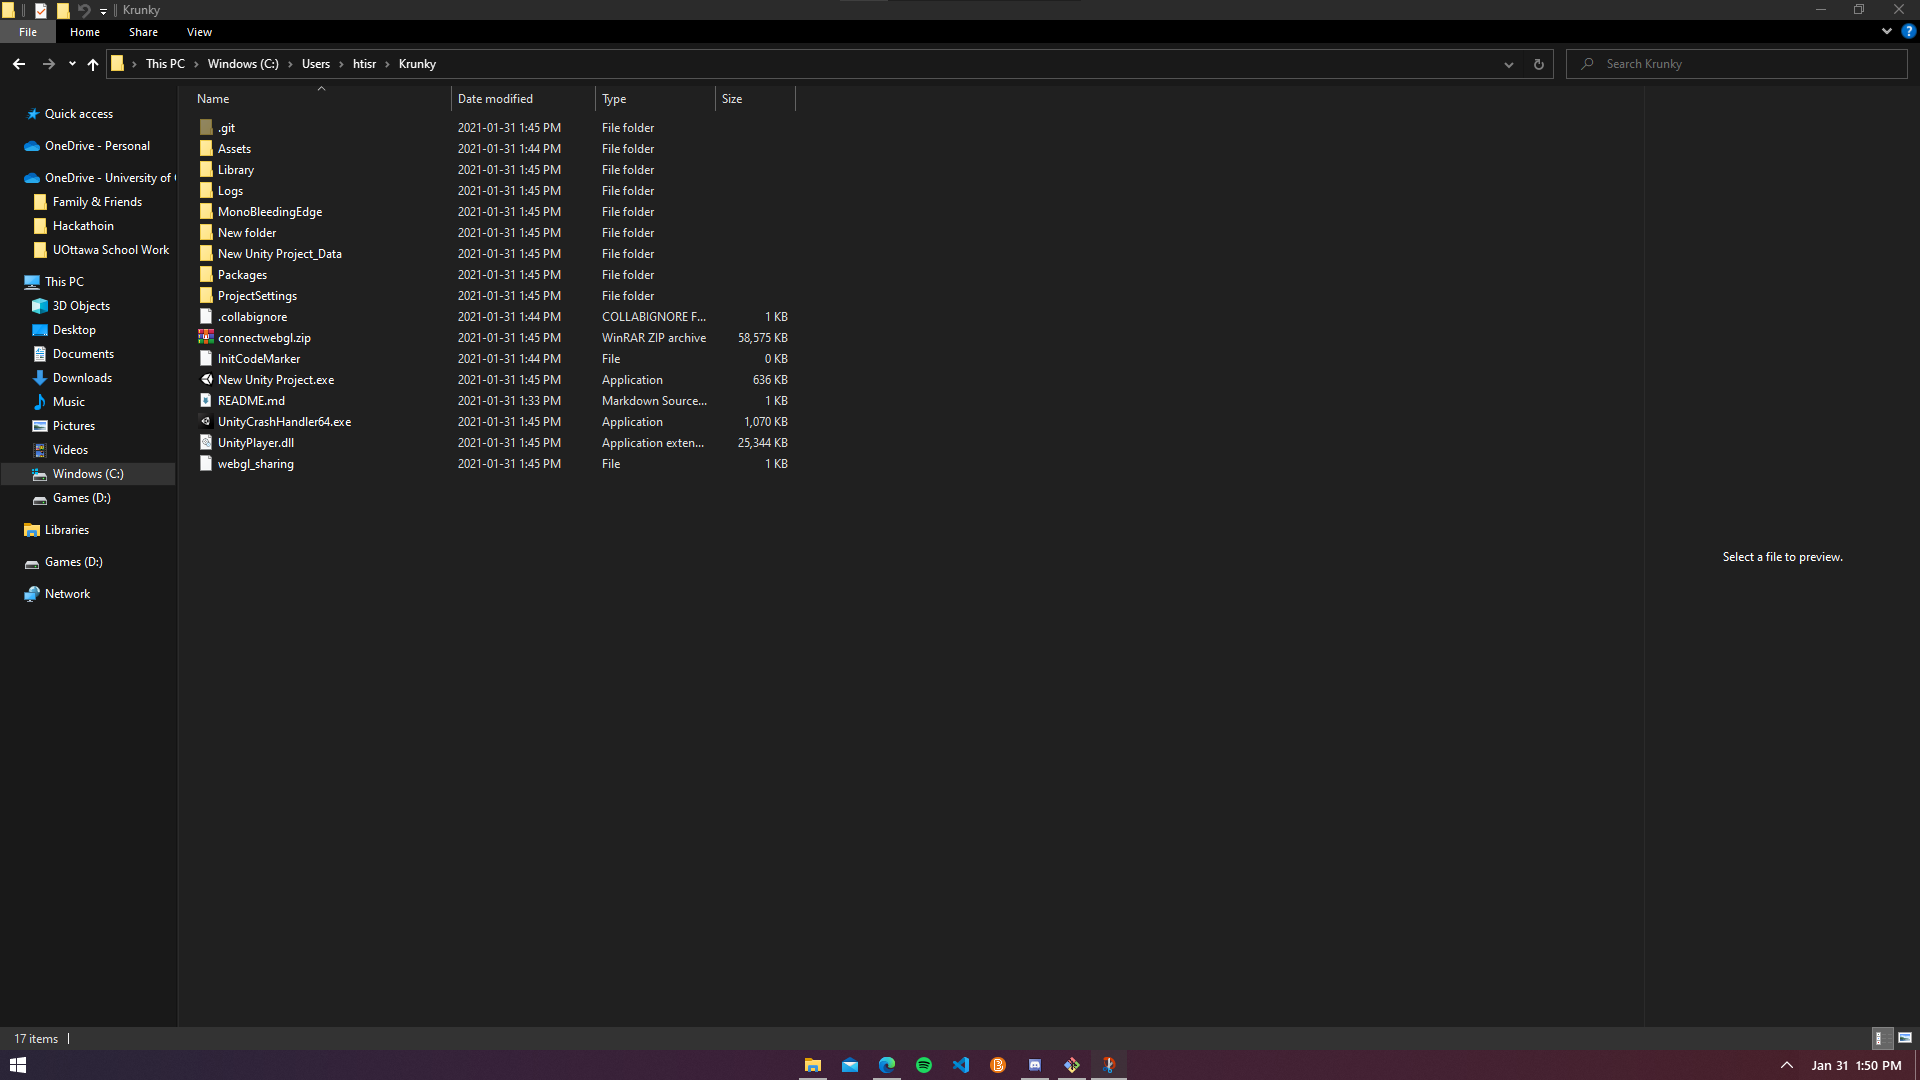 Krunky
File Home Share View
This PC Windows (C:) Users htisr Krunky
Search Krunky
Name Date modified Type Size
Quick access
OneDrive - Personal
OneDrive - University of
Family & Friends
Hackathoin
UOttawa School Work
This PC
3D Objects
Desktop
Documents
Downloads
Music
Pictures
Videos
Windows (C:)
Games (D:)
Libraries
Games (D:)
Network
.git 2021-01-31 1:45 PM File folder
Assets 2021-01-31 1:44 PM File folder
Library 2021-01-31 1:45 PM File folder
Logs 2021-01-31 1:45 PM File folder
MonoBleedingEdge 2021-01-31 1:45 PM File folder
New folder 2021-01-31 1:45 PM File folder
New Unity Project_Data 2021-01-31 1:45 PM File folder
Packages 2021-01-31 1:45 PM File folder
ProjectSettings 2021-01-31 1:45 PM File folder
.collabignore 2021-01-31 1:44 PM COLLABIGNORE F... 1 KB
connectwebgl.zip 2021-01-31 1:45 PM WinRAR ZIP archive 58,575 KB
InitCodeMarker 2021-01-31 1:44 PM File 0 KB
New Unity Project.exe 2021-01-31 1:45 PM Application 636 KB
README.md 2021-01-31 1:33 PM Markdown Source... 1 KB
UnityCrashHandler64.exe 2021-01-31 1:45 PM Application 1,070 KB
UnityPlayer.dll 2021-01-31 1:45 PM Application exten... 25,344 KB
webgl_sharing 2021-01-31 1:45 PM File 1 KB
Select a file to preview.
17 items
Jan 31 1:50 PM